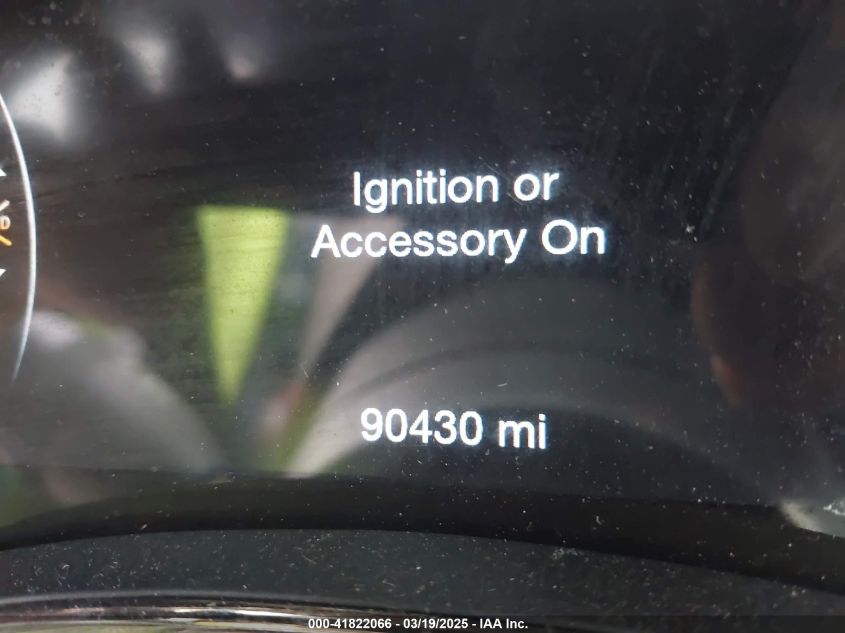 Ignition or
Accessory On
90430 mi
000-41822066 - 03/19/2025 - IAA Inc.